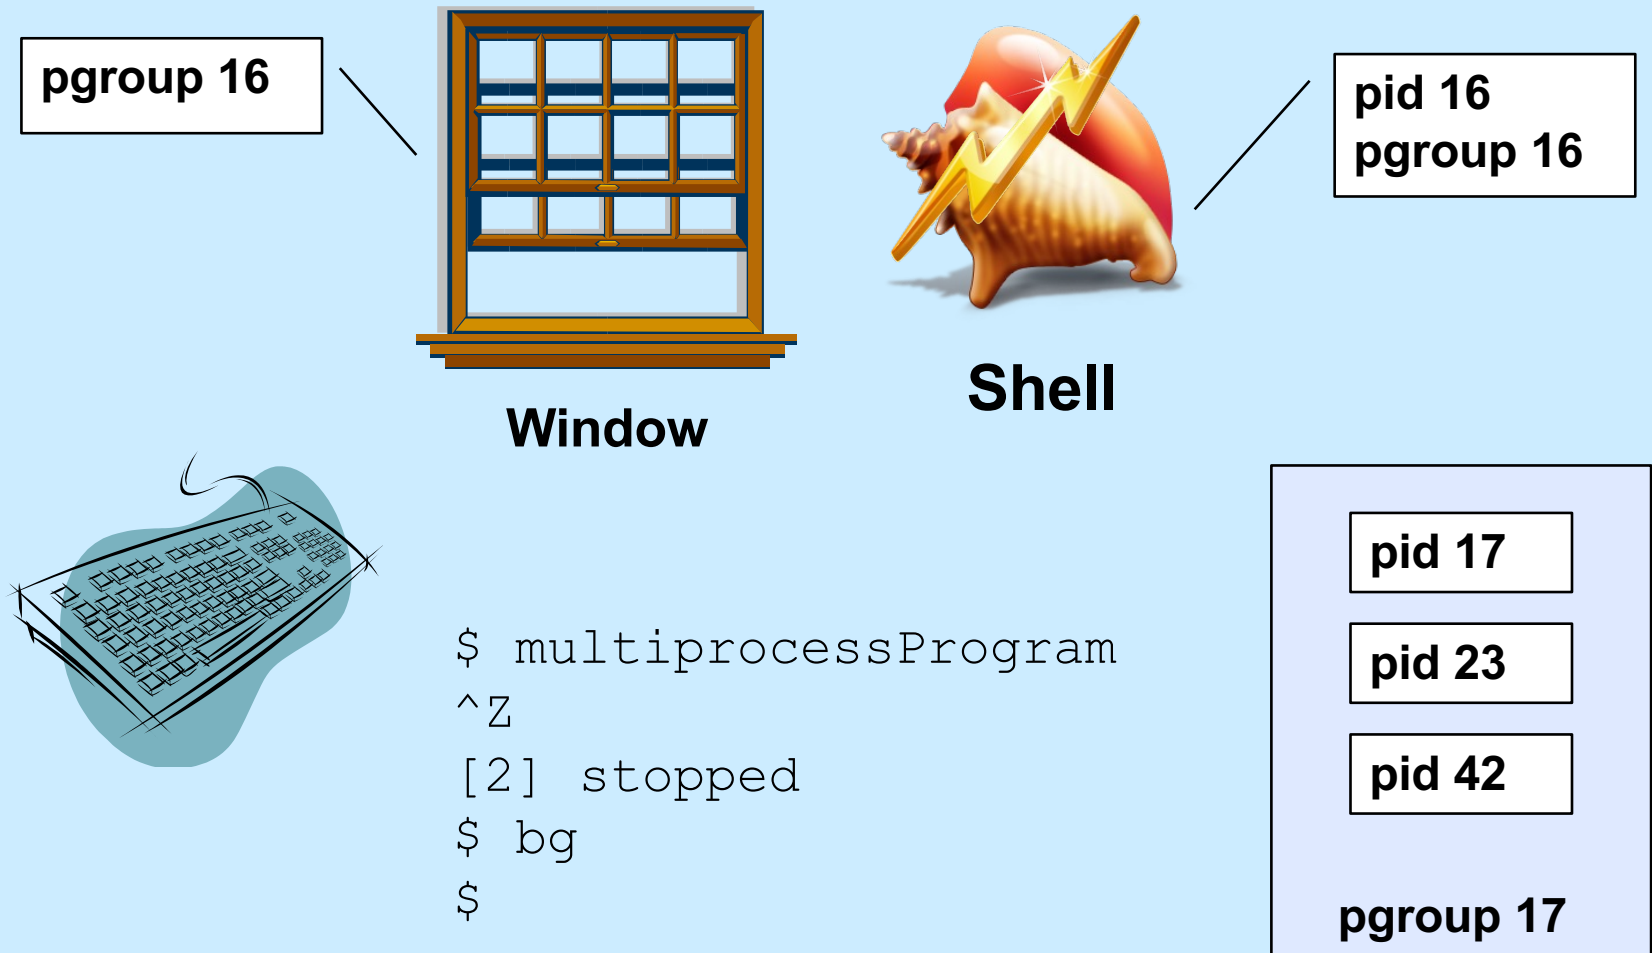 pgroup 16
pid 16
pgroup 16
Window
Shell
$ multiprocessProgram
^Z
[2] stopped
$ bg
$
pid 17
pid 23
pid 42
pgroup 17